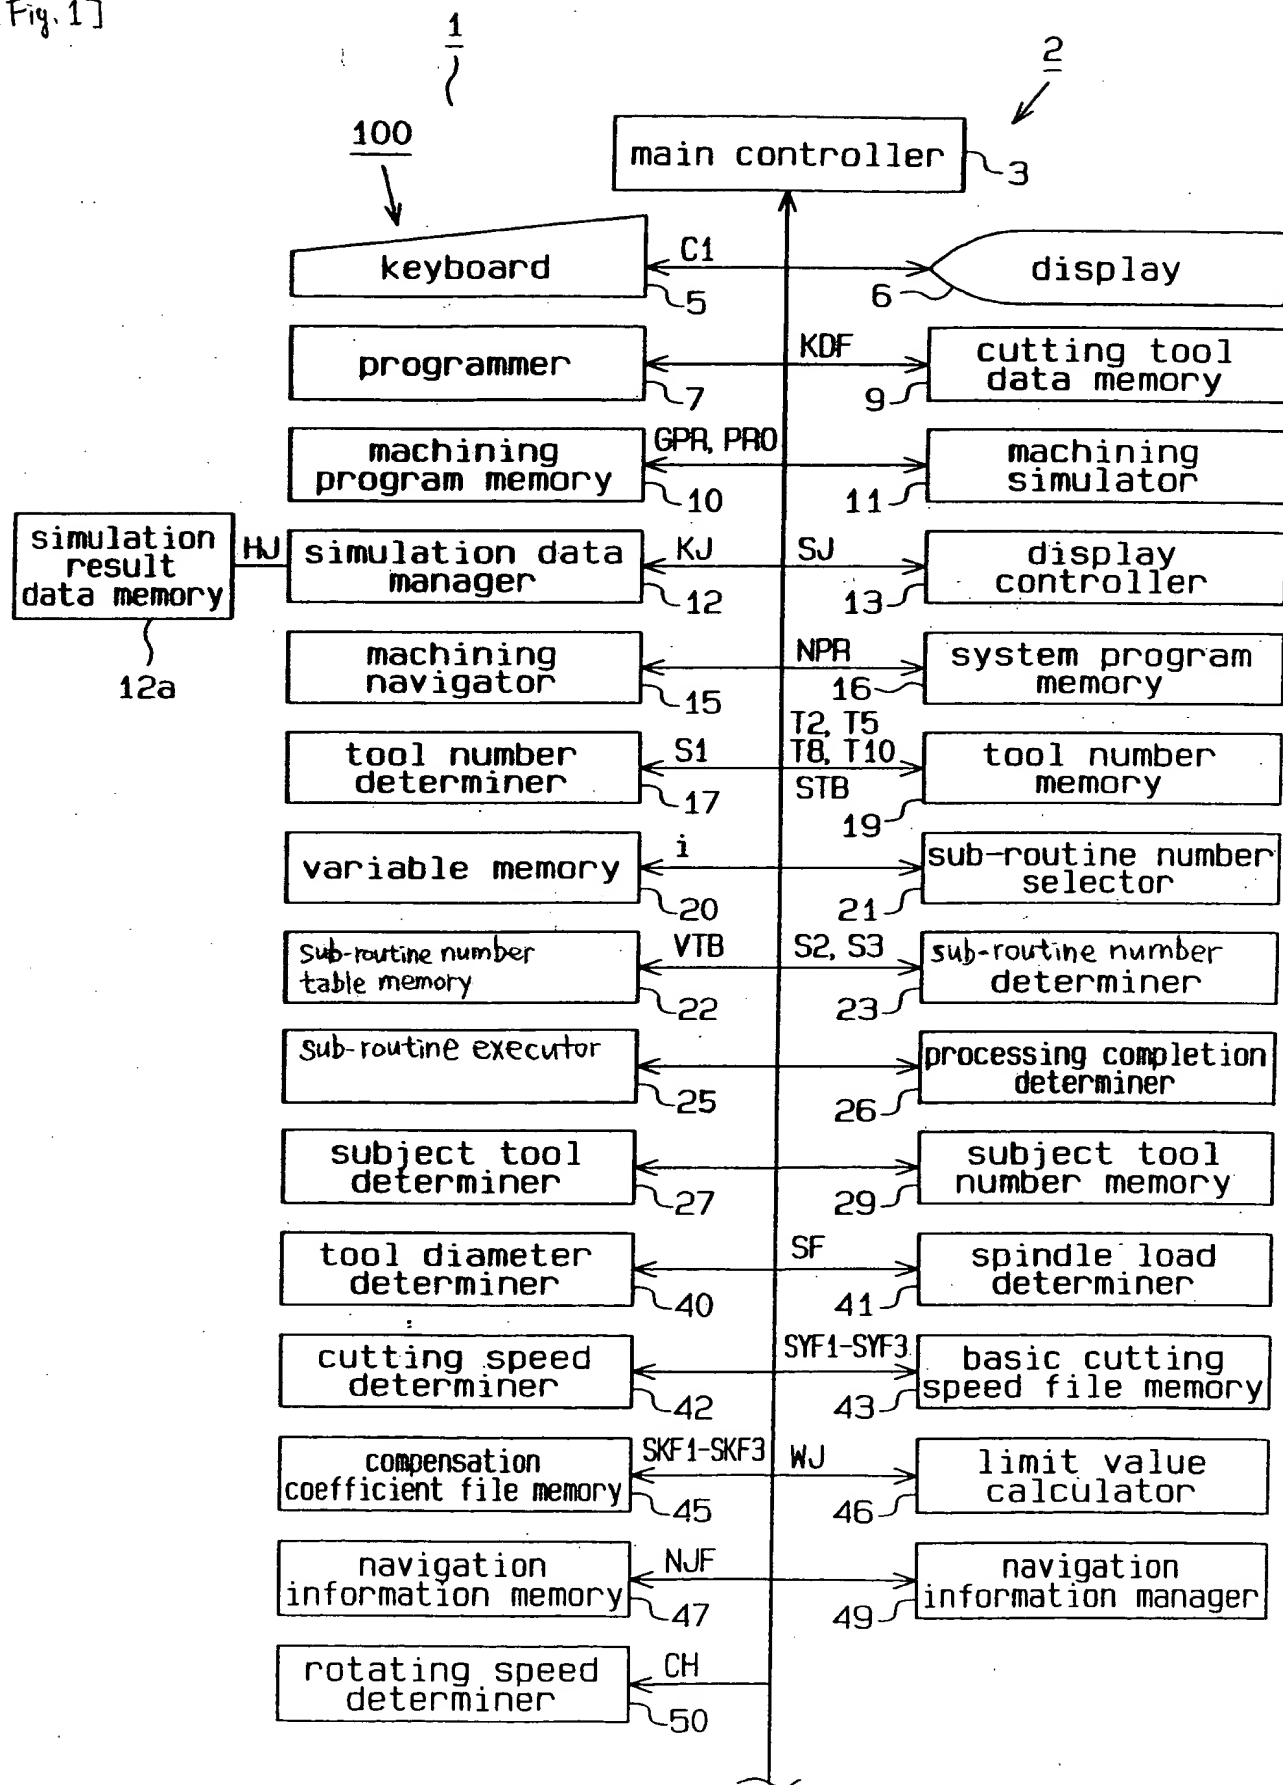 Fig. 1]
1
2
100
main controller
3
keyboard
5
C1
display
6
programmer
7
KDF
cutting tool
data memory
9
machining
program memory
10
GPR, PRO
machining
simulator
11
simulation
result
data memory
12a
HJ
simulation data
manager
12
KJ
SJ
display
controller
13
machining
navigator
15
NPR
system program
memory
16
tool number
determiner
17
S1
T2, T5
T8, T10
STB
tool number
memory
19
variable memory
20
i
sub-routine number
selector
21
sub-routine number
table memory
22
VTB
S2, S3
sub-routine number
determiner
23
sub-routine executor
25
processing completion
determiner
26
subject tool
determiner
27
subject tool
number memory
29
tool diameter
determiner
40
SF
spindle load
determiner
41
cutting speed
determiner
42
SYF1-SYF3
basic cutting
speed file memory
43
compensation
coefficient file memory
45
SKF1-SKF3
WJ
limit value
calculator
46
navigation
information memory
47
NJF
navigation
information manager
49
rotating speed
determiner
50
CH